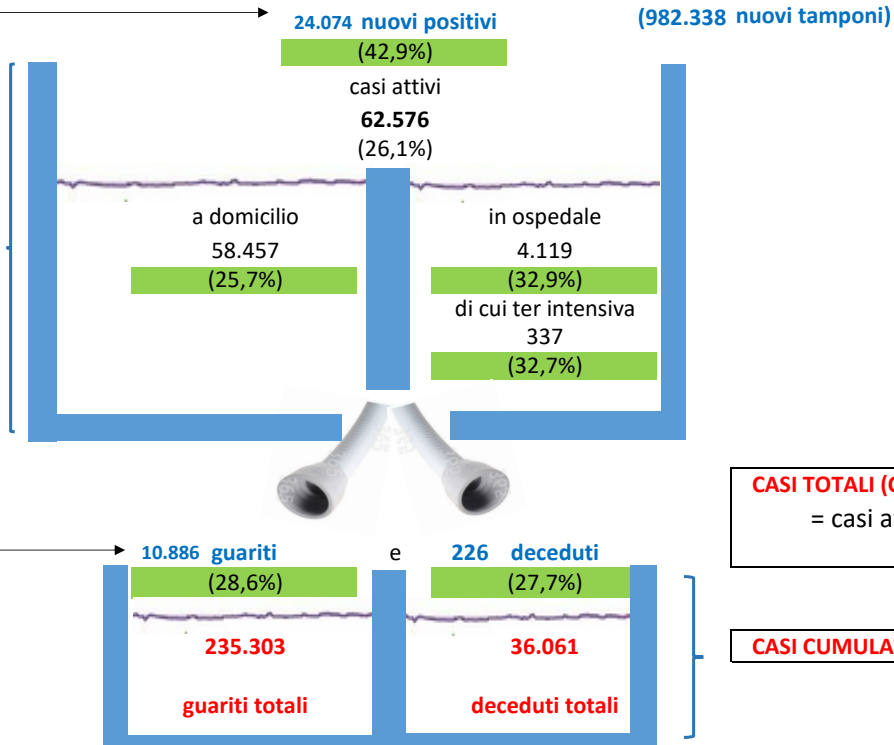 24.074 nuovi positivi (982.338 nuovi tamponi)
(42,9%)
casi attivi
62.576
(26,1%)
a domicilio in ospedale
58.457 4.119
(25,7%) (32,9%)
di cui ter intensiva
337
(32,7%)
CASI TOTALI (C
= casi a
10.886 guariti e 226 deceduti
(28,6%) (27,7%)
235.303 36.061
CASI CUMULA
guariti totali deceduti totali